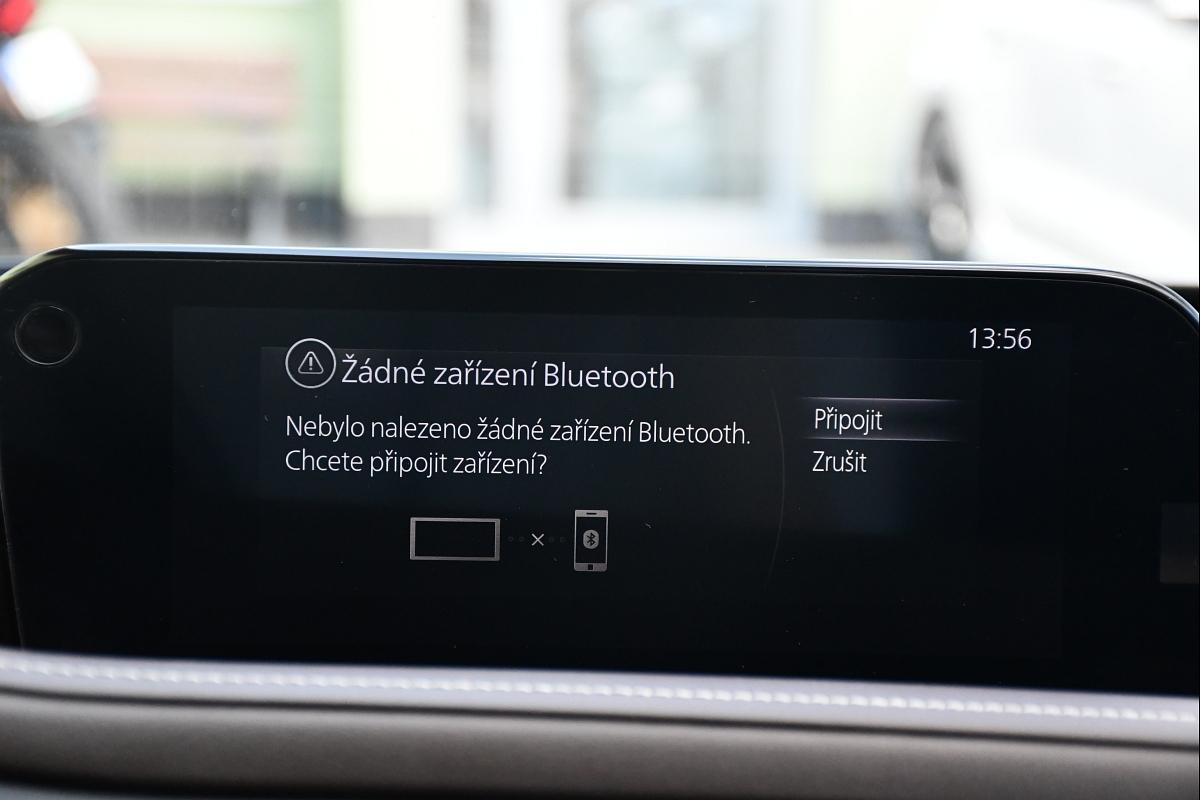 13:56
Žádné zařízení Bluetooth
Nebylo nalezeno žádné zařízení Bluetooth.
Chcete připojit zařízení?
Připojit
Zrušit